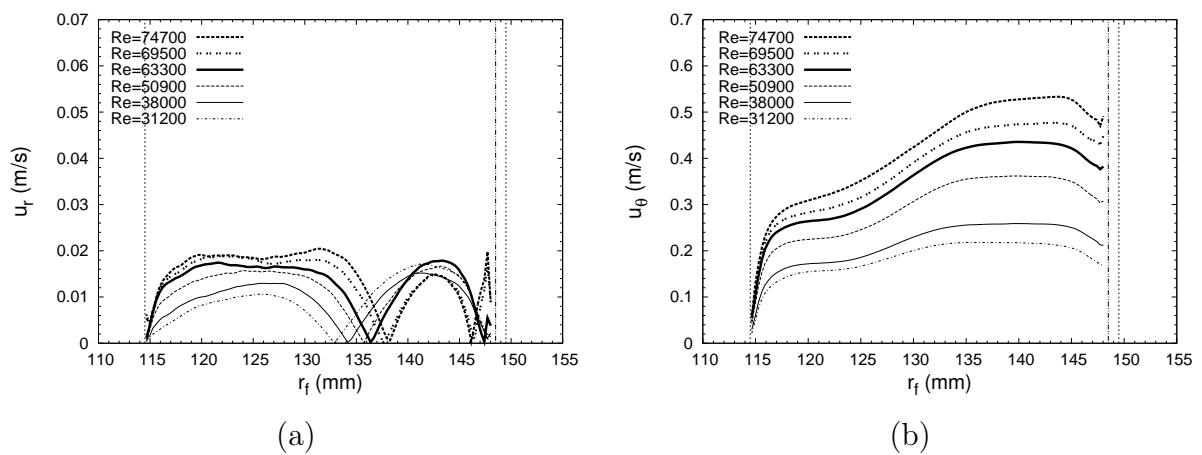 0.07
0.06
0.05
0.04
0.03
0.02
0.01
0
u_r (m/s)
Re=74700
Re=69500
Re=63300
Re=50900
Re=38000
Re=31200
110 115 120 125 130 135 140 145 150 155
r_f (mm)
(a)
0.7
0.6
0.5
0.4
0.3
0.2
0.1
0
u_θ (m/s)
Re=74700
Re=69500
Re=63300
Re=50900
Re=38000
Re=31200
110 115 120 125 130 135 140 145 150 155
r_f (mm)
(b)